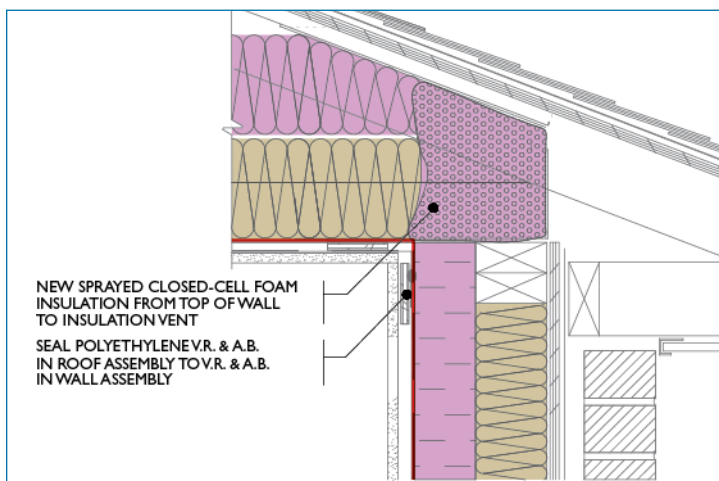 NEW SPRAYED CLOSED-CELL FOAM
INSULATION FROM TOP OF WALL
TO INSULATION VENT
SEAL POLYETHYLENE V.R. & A.B.
IN ROOF ASSEMBLY TO V.R. & A.B.
IN WALL ASSEMBLY